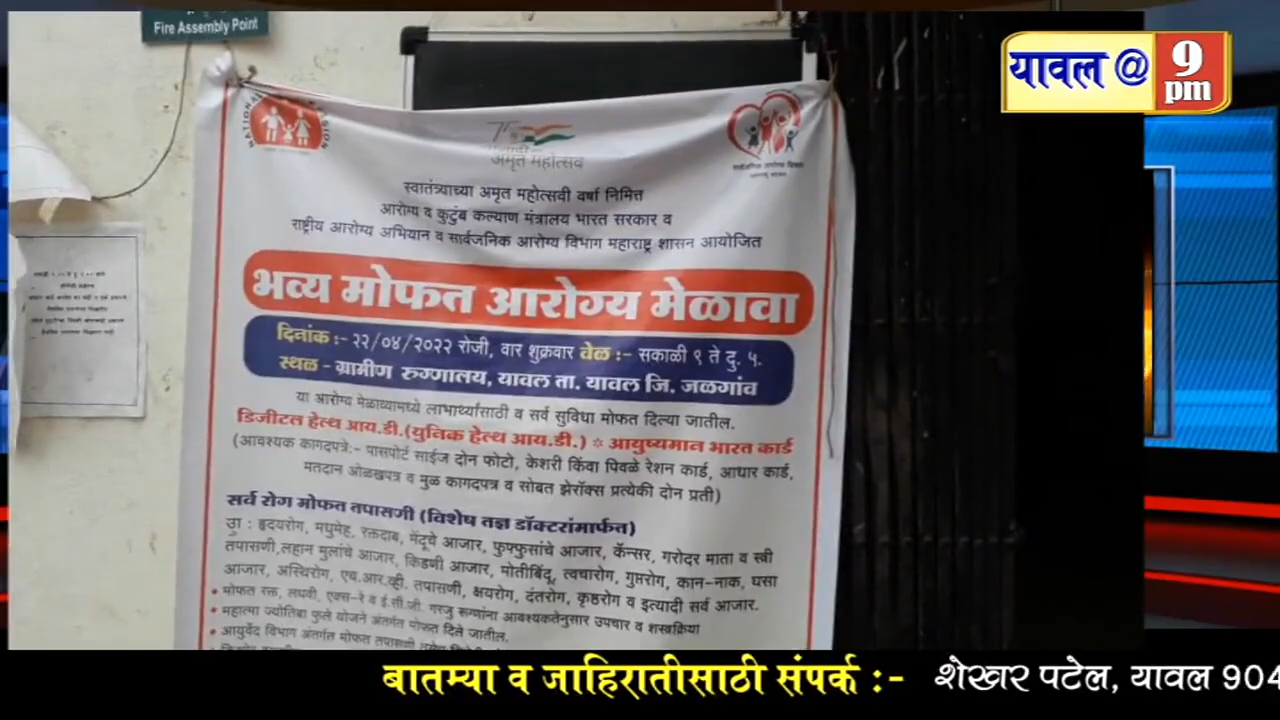 Fire Assembly Point
यावल @ 9 pm
अमृत महोत्सव
स्वातंत्र्याच्या अमृत महोत्सवी वर्षा निमित्त
आरोग्य व कुटुंब कल्याण मंत्रालय भारत सरकार व
राष्ट्रीय आरोग्य अभियान व सार्वजनिक आरोग्य विभाग महाराष्ट्र शासन आयोजित
भव्य मोफत आरोग्य मेळावा
दिनांक :- २२/०४/२०२२ रोजी, वार शुक्रवार वेळ :- सकाळी ९ ते दु. ५.
स्थळ - ग्रामीण रुग्णालय, यावल ता. यावल जि. जळगांव
या आरोग्य मेळाव्यामध्ये लाभार्थ्यासाठी व सर्व सुविधा मोफत दिल्या जातील.
डिजीटल हेल्थ आय.डी.(युनिक हेल्थ आय.डी.) * आयुष्यमान भारत कार्ड
(आवश्यक कागदपत्रे:- पासपोर्ट साईज दोन फोटो, केशरी किंवा पिवळे रेशन कार्ड, आधार कार्ड,
मतदान ओळखपत्र व मुळ कागदपत्र व सोबत झेरॉक्स प्रत्येकी दोन प्रती)
सर्व रोग मोफत तपासणी (विशेष तज्ञ डॉक्टरांमार्फत)
उा : हृदयरोग, मधुमेह, रक्तदाब, मेंदूचे आजार, फुफ्फुसांचे आजार, कॅन्सर, गरोदर माता व स्त्री
तपासणी,लहान मुलांचे आजार, किडणी आजार, मोतीबिंदू, त्वचारोग, गुप्तरोग, कान-नाक, घसा
आजार, अस्थिरोग, एच.आर.व्ही. तपासणी, क्षयरोग, दंतरोग, कृष्ठरोग व इत्यादी सर्व आजार.
• मोफत रक्त, लघवी, एक्स-रे व ई.सी.जी. गरजु रूग्णांना आवश्यकतेनुसार उपचार व शस्त्रक्रिया
महात्मा ज्योतिबा फुले योजने अंतर्गत मोफत दिले जातील.
• आयुर्वेद विभाग अंतर्गत मोफत तपासणी
बातम्या व जाहिरातीसाठी संपर्क :- शेखर पटेल, यावल 904